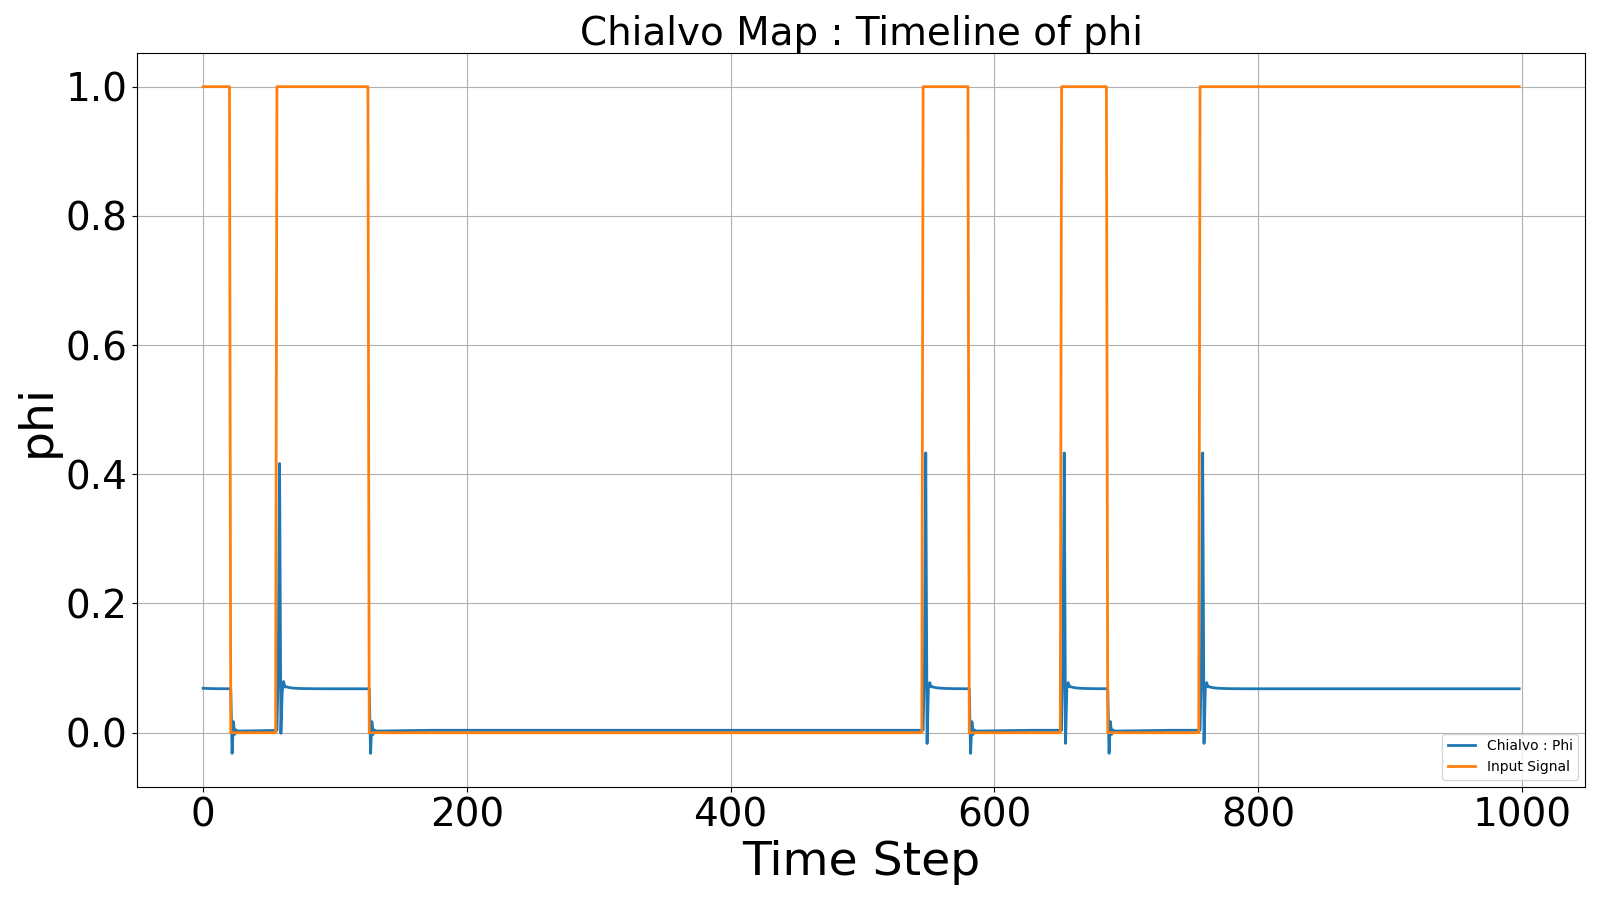 Chialvo Map : Timeline of phi
1.0
0.8
0.6
0.4
0.2
0.0
phi
Chialvo : Phi
Input Signal
0 200 400 600 800 1000
Time Step